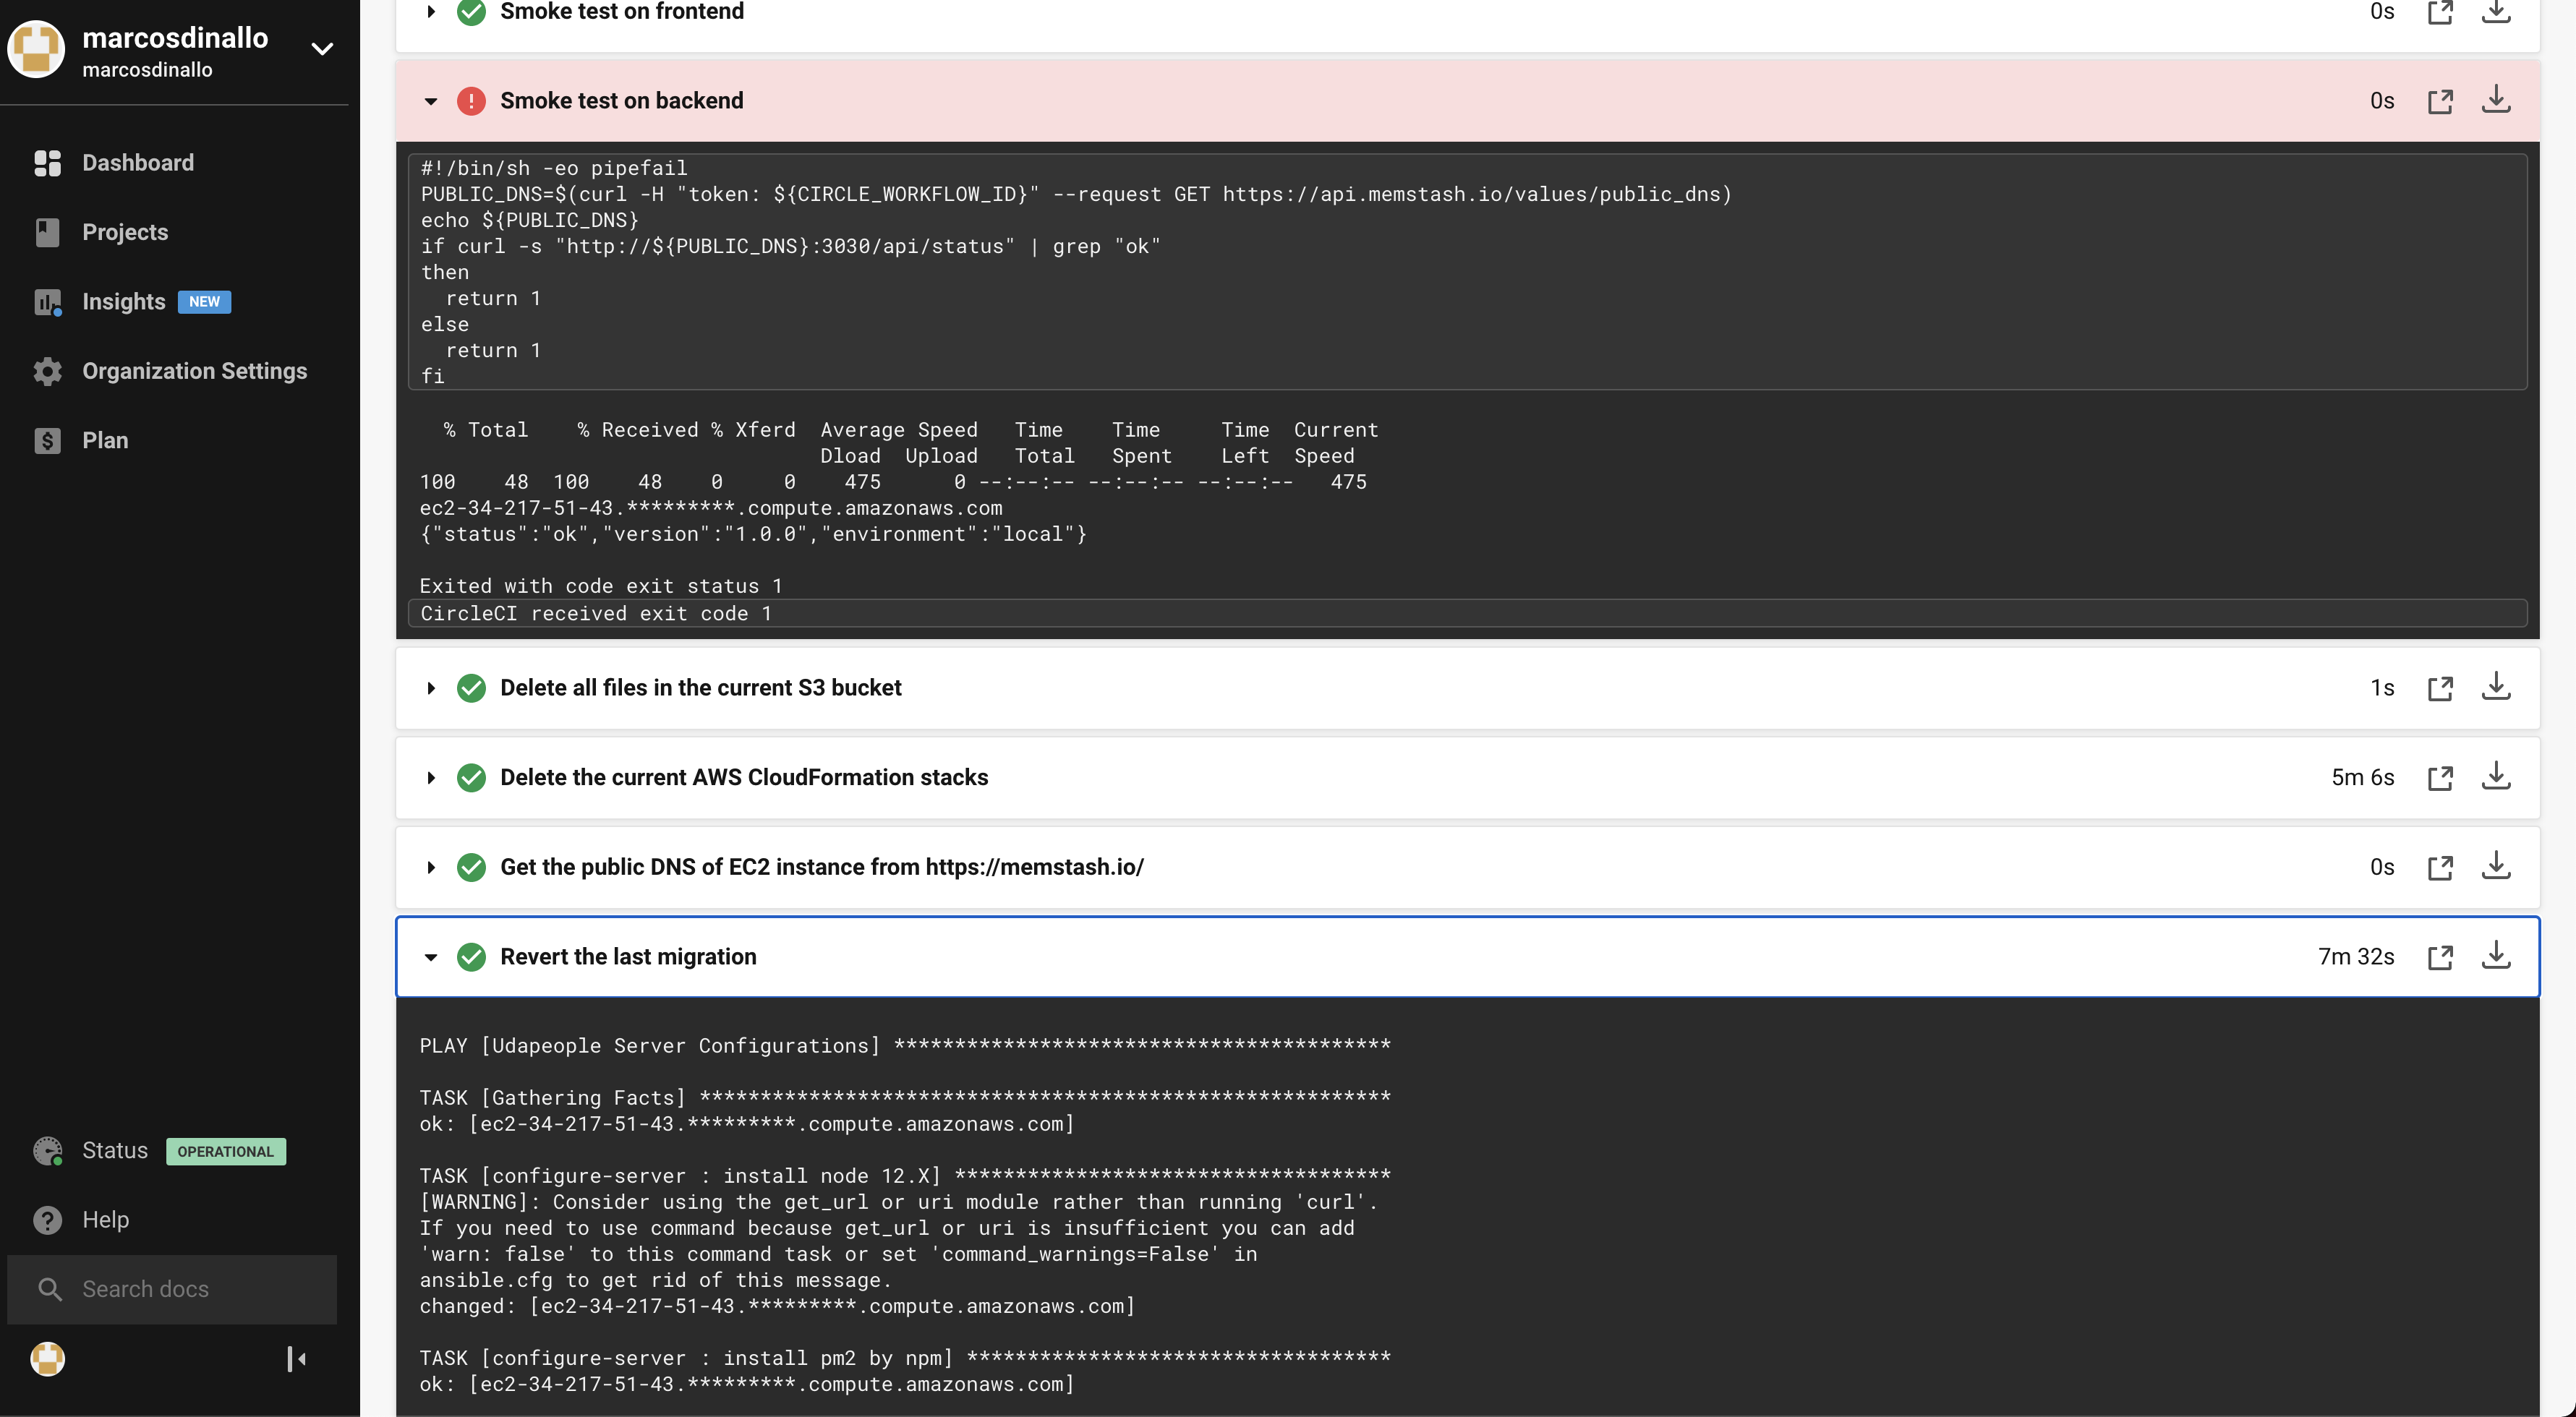 marcosdinallo
marcosdinallo
Dashboard
Projects
Insights NEW
Organization Settings
Plan
Status OPERATIONAL
Help
Search docs
Smoke test on frontend 0s
Smoke test on backend 0s
#!/bin/sh -eo pipefail
PUBLIC_DNS=$(curl -H "token: ${CIRCLE_WORKFLOW_ID}" --request GET https://api.memstash.io/values/public_dns)
echo ${PUBLIC_DNS}
if curl -s "http://${PUBLIC_DNS}:3030/api/status" | grep "ok"
then
  return 1
else
  return 1
fi
  % Total    % Received % Xferd  Average Speed   Time    Time     Time  Current
                                 Dload  Upload   Total   Spent    Left  Speed
100    48  100    48    0     0    475      0 --:--:-- --:--:-- --:--:--   475
ec2-34-217-51-43.*********.compute.amazonaws.com
{"status":"ok","version":"1.0.0","environment":"local"}
Exited with code exit status 1
CircleCI received exit code 1
Delete all files in the current S3 bucket 1s
Delete the current AWS CloudFormation stacks 5m 6s
Get the public DNS of EC2 instance from https://memstash.io/ 0s
Revert the last migration 7m 32s
PLAY [Udapeople Server Configurations] *****************************************
TASK [Gathering Facts] *********************************************************
ok: [ec2-34-217-51-43.*********.compute.amazonaws.com]
TASK [configure-server : install node 12.X] ************************************
[WARNING]: Consider using the get_url or uri module rather than running 'curl'.
If you need to use command because get_url or uri is insufficient you can add
'warn: false' to this command task or set 'command_warnings=False' in
ansible.cfg to get rid of this message.
changed: [ec2-34-217-51-43.*********.compute.amazonaws.com]
TASK [configure-server : install pm2 by npm] ***********************************
ok: [ec2-34-217-51-43.*********.compute.amazonaws.com]